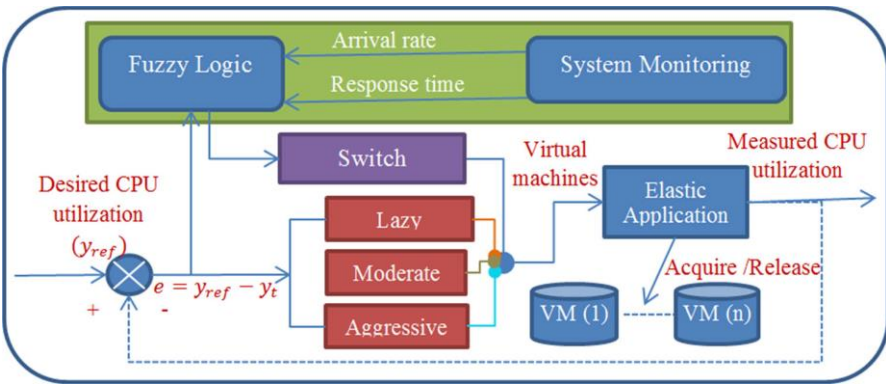 Fuzzy Logic
Arrival rate
Response time
System Monitoring
Switch
Virtual
machines
Measured CPU
utilization
Desired CPU
utilization
(y_ref)
Lazy
Elastic
Application
Moderate
e = y_ref − y_t
+
-
Aggressive
Acquire /Release
VM (1)
VM (n)